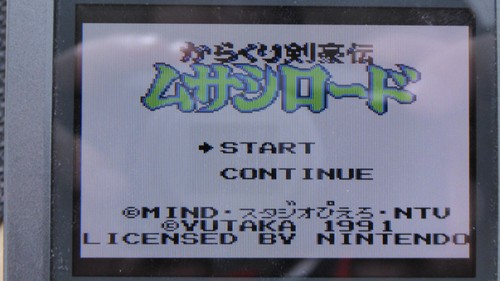 からくり剣豪伝
ムサシロード
→START
CONTINUE
©MIND・スタジオぴえろ・NTV
©YUTAKA 1991
LICENSED BY NINTENDO